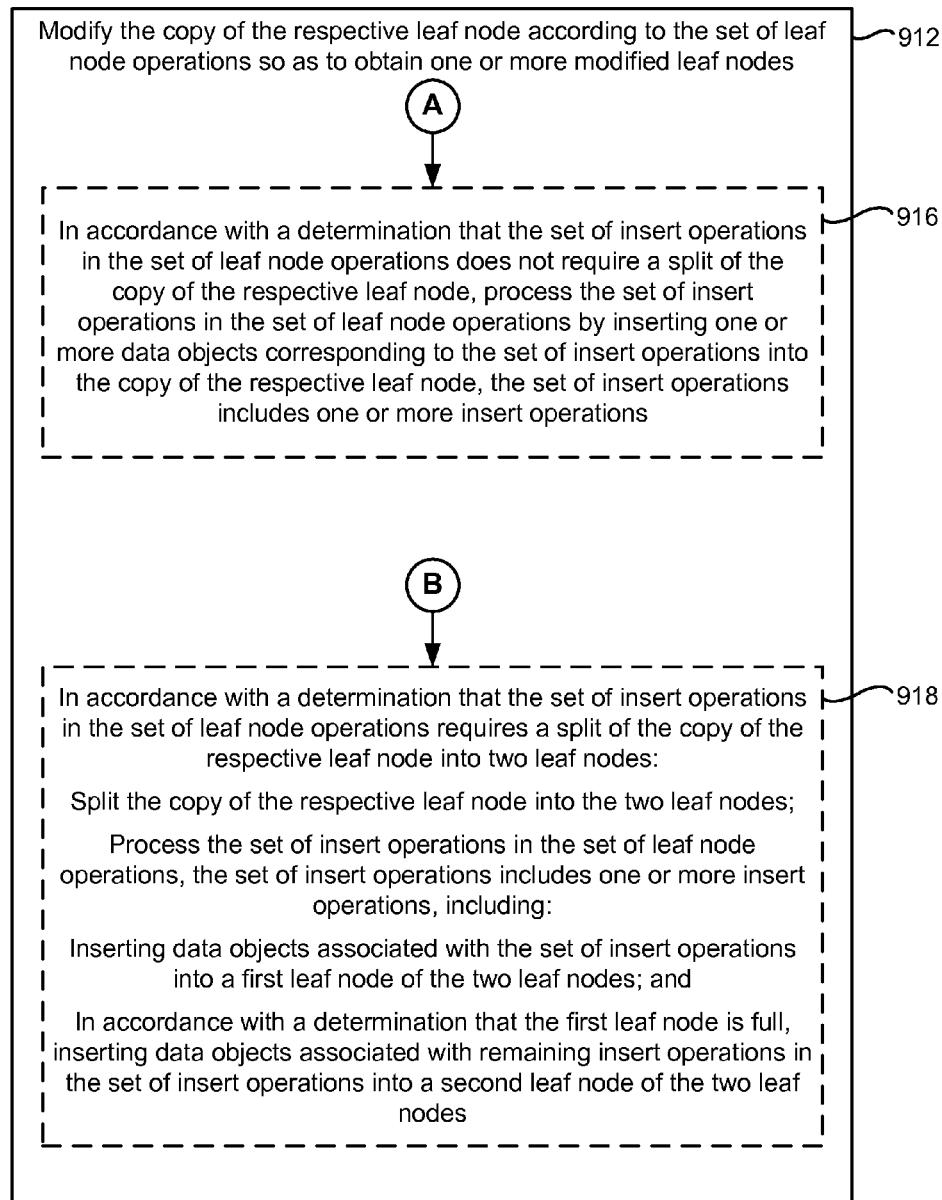 Modify the copy of the respective leaf node according to the set of leaf
node operations so as to obtain one or more modified leaf nodes
912
A
In accordance with a determination that the set of insert operations
in the set of leaf node operations does not require a split of the
copy of the respective leaf node, process the set of insert
operations in the set of leaf node operations by inserting one or
more data objects corresponding to the set of insert operations into
the copy of the respective leaf node, the set of insert operations
includes one or more insert operations
916
B
In accordance with a determination that the set of insert operations
in the set of leaf node operations requires a split of the copy of the
respective leaf node into two leaf nodes:
Split the copy of the respective leaf node into the two leaf nodes;
Process the set of insert operations in the set of leaf node
operations, the set of insert operations includes one or more insert
operations, including:
Inserting data objects associated with the set of insert operations
into a first leaf node of the two leaf nodes; and
In accordance with a determination that the first leaf node is full,
inserting data objects associated with remaining insert operations in
the set of insert operations into a second leaf node of the two leaf
nodes
918